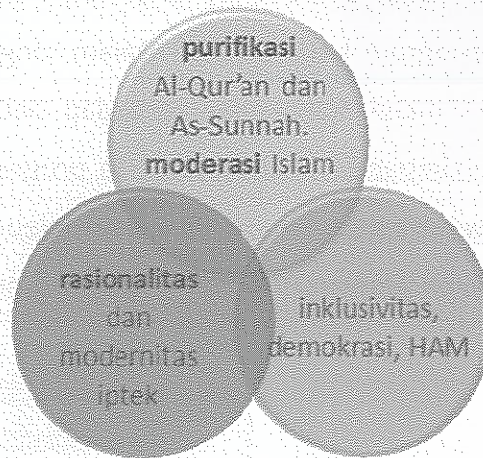 purifikasi
Al-Qur'an dan
As-Sunnah.
moderasi Islam
rasionalitas
dan
modernitas
iptek
inklusivitas,
demokrasi, HAM